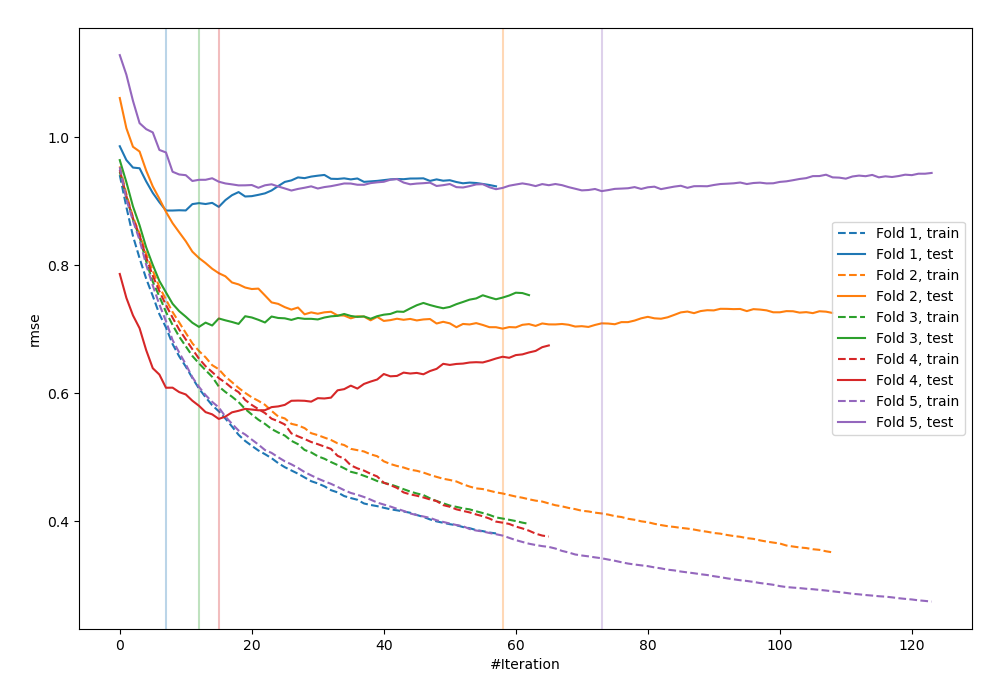 1.0
0.8
0.6
0.4
rmse
0 20 40 60 80 100 120
#Iteration
Fold 1, train
Fold 1, test
Fold 2, train
Fold 2, test
Fold 3, train
Fold 3, test
Fold 4, train
Fold 4, test
Fold 5, train
Fold 5, test